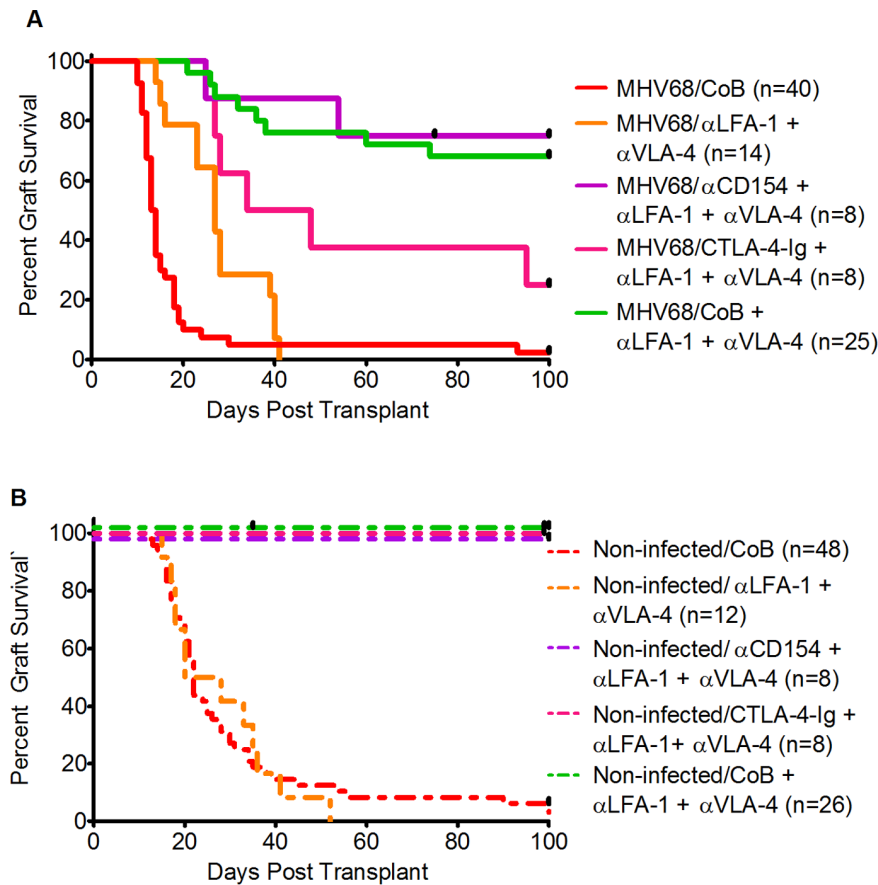 A
100
80
60
40
20
0
Percent Graft Survival
0 20 40 60 80 100
Days Post Transplant
MHV68/CoB (n=40)
MHV68/αLFA-1 +
αVLA-4 (n=14)
MHV68/αCD154 +
αLFA-1 + αVLA-4 (n=8)
MHV68/CTLA-4-Ig +
αLFA-1 + αVLA-4 (n=8)
MHV68/CoB +
αLFA-1 + αVLA-4 (n=25)
B
100
80
60
40
20
0
Percent Graft Survival`
0 20 40 60 80 100
Days Post Transplant
Non-infected/CoB (n=48)
Non-infected/αLFA-1 +
αVLA-4 (n=12)
Non-infected/αCD154 +
αLFA-1 + αVLA-4 (n=8)
Non-infected/CTLA-4-Ig +
αLFA-1+ αVLA-4 (n=8)
Non-infected/CoB +
αLFA-1 + αVLA-4 (n=26)